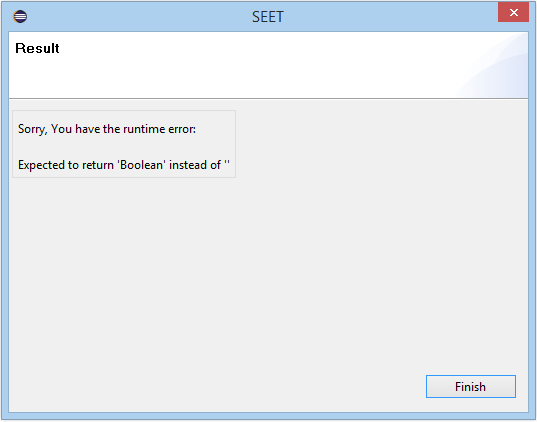 SEET
Result
Sorry, You have the runtime error:
Expected to return 'Boolean' instead of ''
Finish